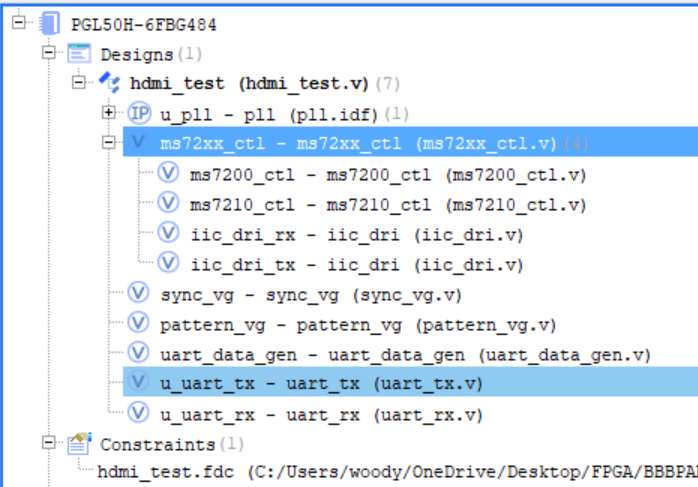 PGL50H-6FBG484
Designs(1)
hdmi_test (hdmi_test.v) (7)
IP u_pll - pll (pll.idf) (1)
V ms72xx_ctl - ms72xx_ctl (ms72xx_ctl.v) (4)
V ms7200_ctl - ms7200_ctl (ms7200_ctl.v)
V ms7210_ctl - ms7210_ctl (ms7210_ctl.v)
V iic_dri_rx - iic_dri (iic_dri.v)
V iic_dri_tx - iic_dri (iic_dri.v)
V sync_vg - sync_vg (sync_vg.v)
V pattern_vg - pattern_vg (pattern_vg.v)
V uart_data_gen - uart_data_gen (uart_data_gen.v)
V u_uart_tx - uart_tx (uart_tx.v)
V u_uart_rx - uart_rx (uart_rx.v)
Constraints(1)
hdmi_test.fdc (C:/Users/woody/OneDrive/Desktop/FPGA/BBBPA